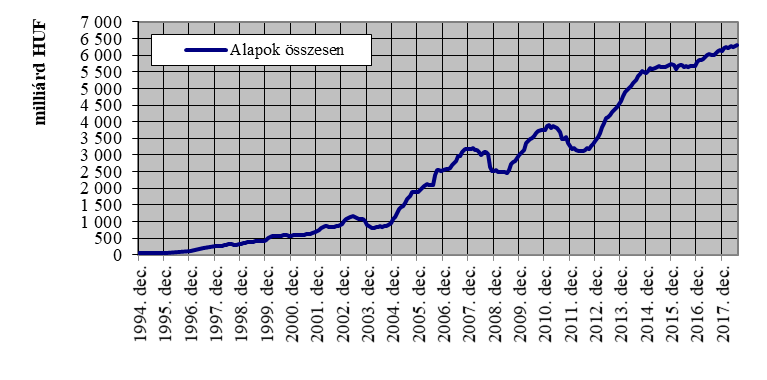 milliárd HUF
7 000
6 500
6 000
5 500
5 000
4 500
4 000
3 500
3 000
2 500
2 000
1 500
1 000
500
0
Alapok összesen
1994. dec.
1995. dec.
1996. dec.
1997. dec.
1998. dec.
1999. dec.
2000. dec.
2001. dec.
2002. dec.
2003. dec.
2004. dec.
2005. dec.
2006. dec.
2007. dec.
2008. dec.
2009. dec.
2010. dec.
2011. dec.
2012. dec.
2013. dec.
2014. dec.
2015. dec.
2016. dec.
2017. dec.